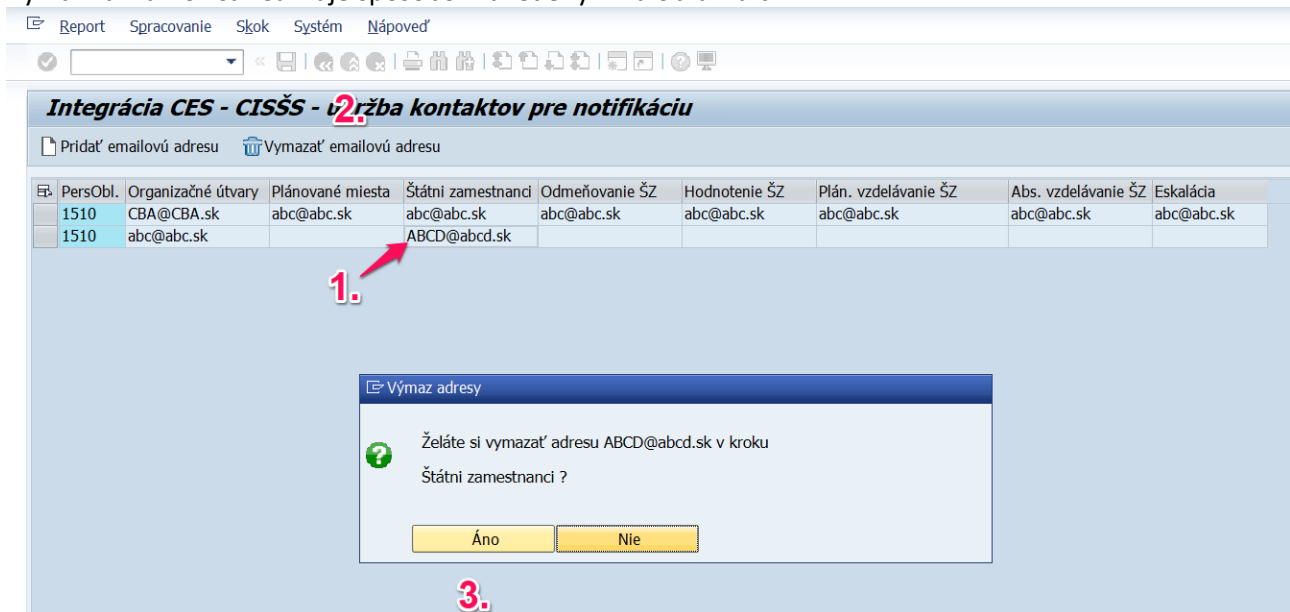 Report Spracovanie Skok Systém Nápoveď
Integrácia CES - CISŠS - údržba kontaktov pre notifikáciu
2.
Pridať emailovú adresu Vymazať emailovú adresu
PersObl. Organizačné útvary Plánované miesta Štátni zamestnanci Odmeňovanie ŠZ Hodnotenie ŠZ Plán. vzdelávanie ŠZ Abs. vzdelávanie ŠZ Eskalácia
1510 CBA@CBA.sk abc@abc.sk abc@abc.sk abc@abc.sk abc@abc.sk abc@abc.sk abc@abc.sk abc@abc.sk
1510 abc@abc.sk ABCD@abcd.sk
1.
Výmaz adresy
Želáte si vymazať adresu ABCD@abcd.sk v kroku
Štátni zamestnanci ?
Áno Nie
3.